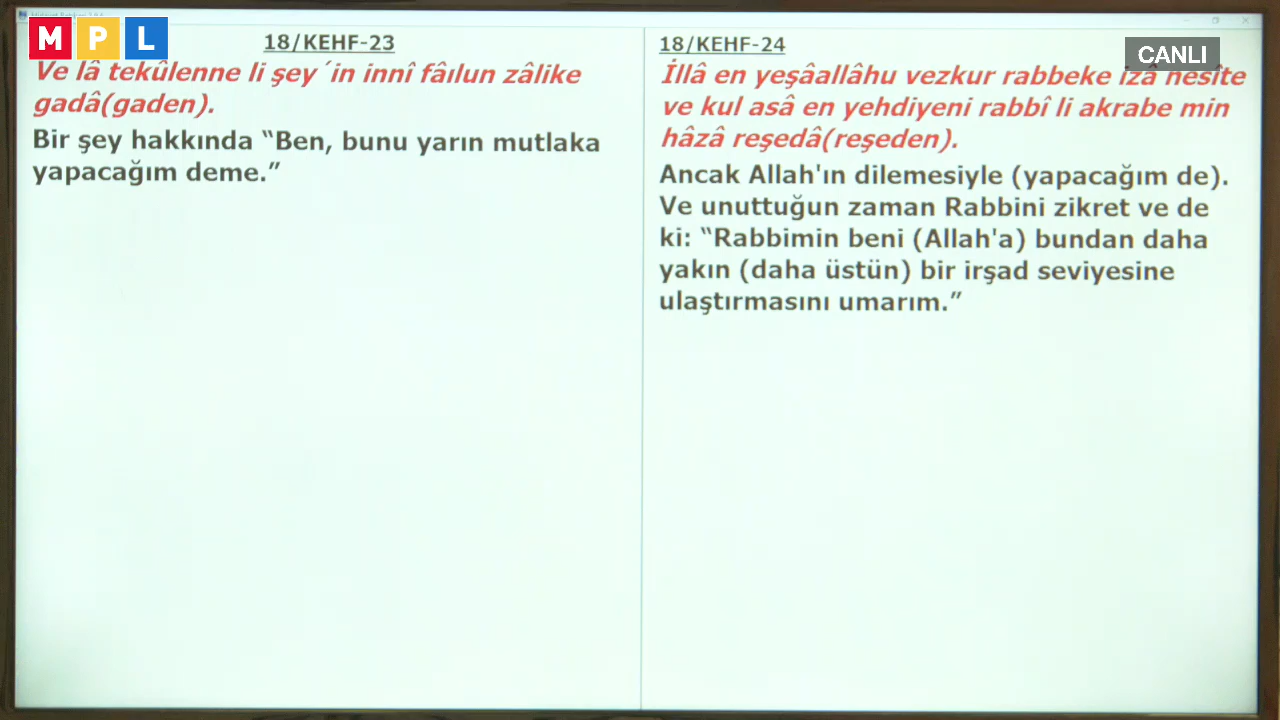 MPL
CANLI
18/KEHF-23
Ve lâ tekûlenne li şey´in innî fâılun zâlike
gadâ(gaden).
Bir şey hakkında “Ben, bunu yarın mutlaka
yapacağım deme.”
18/KEHF-24
İllâ en yeşâallâhu vezkur rabbeke izâ nesîte
ve kul asâ en yehdiyeni rabbî li akrabe min
hâzâ reşedâ(reşeden).
Ancak Allah'ın dilemesiyle (yapacağım de).
Ve unuttuğun zaman Rabbini zikret ve de
ki: “Rabbimin beni (Allah'a) bundan daha
yakın (daha üstün) bir irşad seviyesine
ulaştırmasını umarım.”